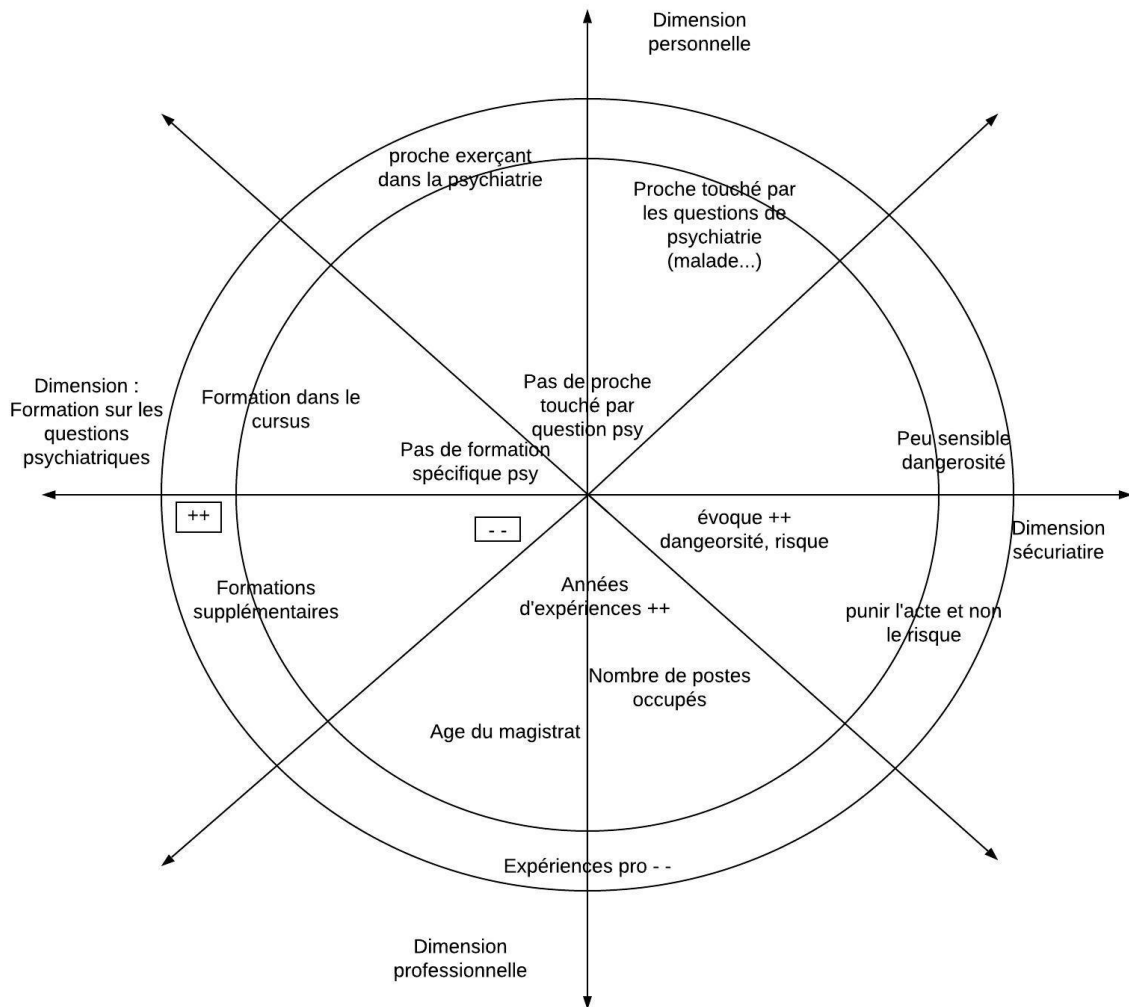 Dimension
personnelle
proche exerçant
dans la psychiatrie
Proche touché par
les questions de
psychiatrie
(malade...)
Dimension :
Formation sur les
questions
psychiatriques
Formation dans le
cursus
Pas de proche
touché par
question psy
Pas de formation
spécifique psy
Peu sensible
dangerosité
++
- -
évoque ++
dangeorsité, risque
Dimension
sécuriatire
Formations
supplémentaires
Années
d'expériences ++
punir l'acte et non
le risque
Nombre de postes
occupés
Age du magistrat
Expériences pro - -
Dimension
professionnelle